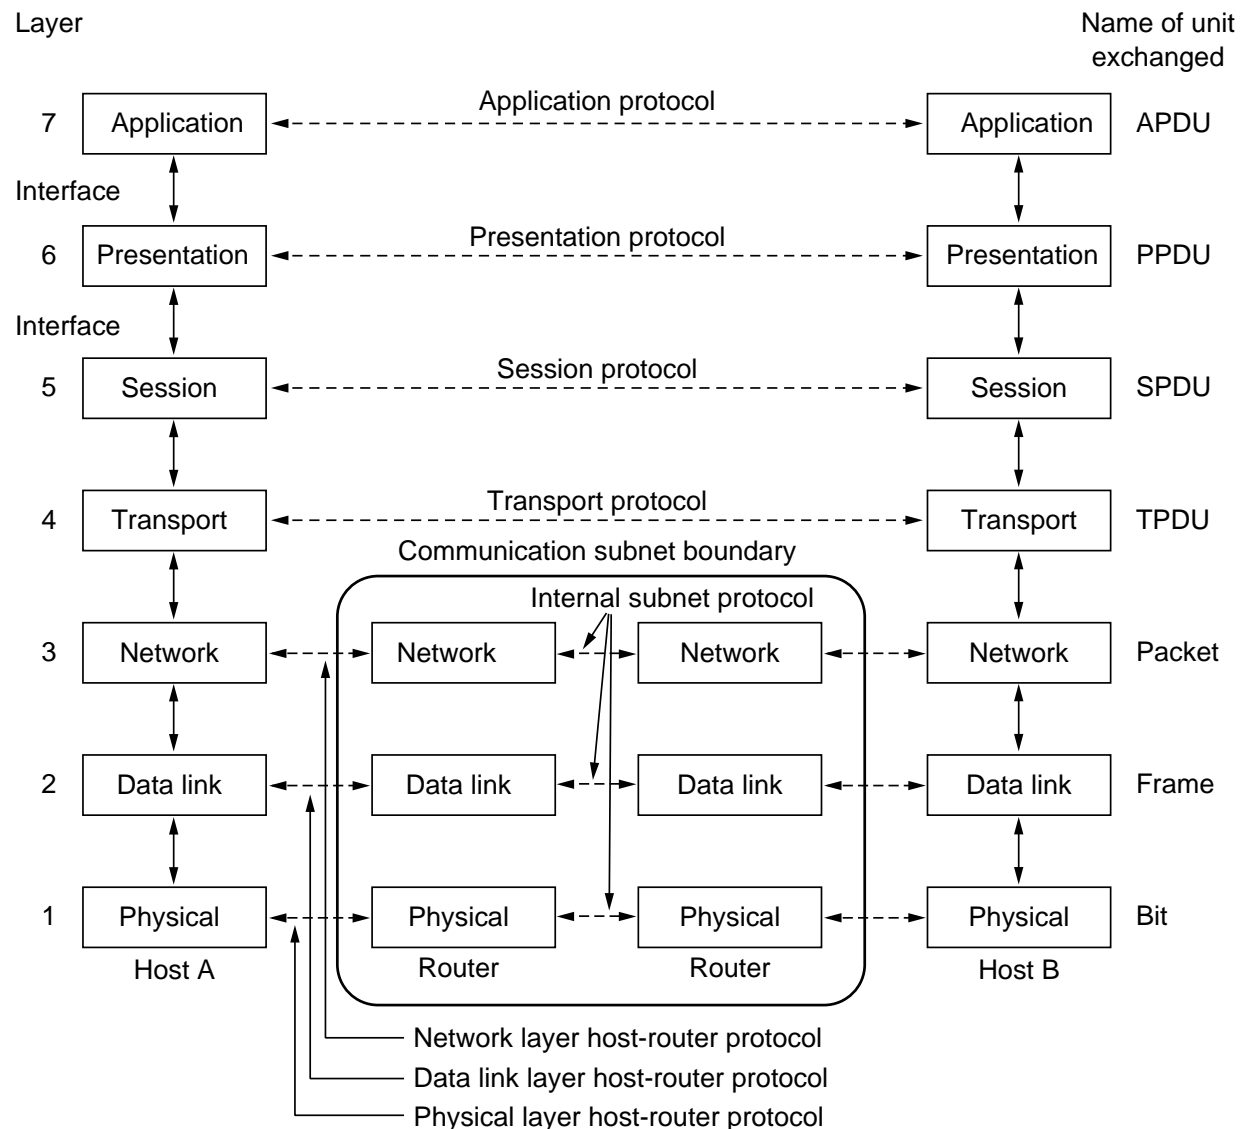 Layer
Name of unit
exchanged
Application protocol
7 Application Application APDU
Interface
Presentation protocol
6 Presentation Presentation PPDU
Interface
Session protocol
5 Session Session SPDU
Transport protocol
4 Transport Transport TPDU
Communication subnet boundary
Internal subnet protocol
3 Network Network Network Network Packet
2 Data link Data link Data link Data link Frame
1 Physical Physical Physical Physical Bit
Host A Router Router Host B
Network layer host-router protocol
Data link layer host-router protocol
Physical layer host-router protocol